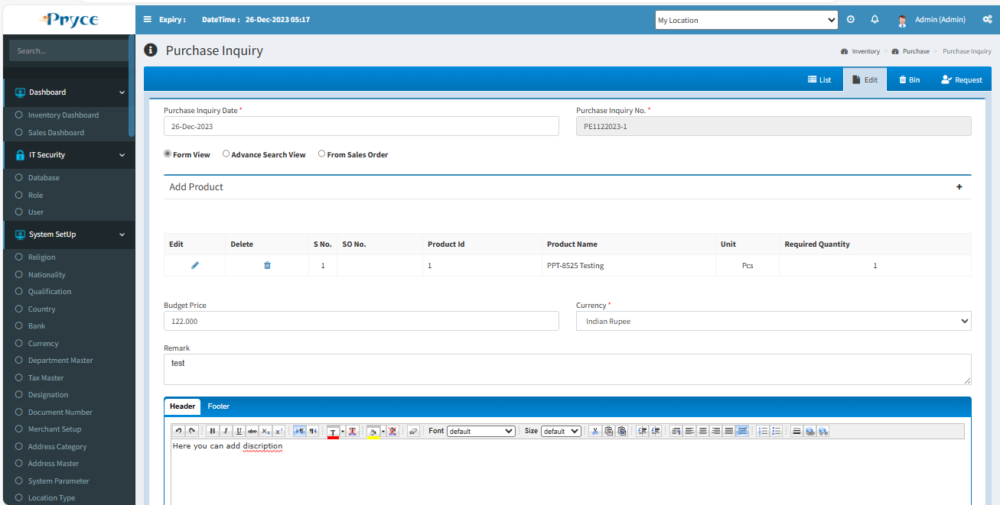 Pryce
Expiry : DateTime : 26-Dec-2023 05:17 My Location Admin (Admin)
Search...
Dashboard
Inventory Dashboard
Sales Dashboard
IT Security
Database
Role
User
System SetUp
Religion
Nationality
Qualification
Country
Bank
Currency
Department Master
Tax Master
Designation
Document Number
Merchant Setup
Address Category
Address Master
System Parameter
Location Type
Purchase Inquiry
Inventory > Purchase > Purchase Inquiry
List Edit Bin Request
Purchase Inquiry Date * Purchase Inquiry No. *
26-Dec-2023 PE1122023-1
Form View Advance Search View From Sales Order
Add Product +
Edit Delete S No. SO No. Product Id Product Name Unit Required Quantity
1 1 PPT-8525 Testing Pcs 1
Budget Price Currency *
122.000 Indian Rupee
Remark
test
Header Footer
B I U abc X₂ X² ¶ ¶ T Font default Size default
Here you can add discription